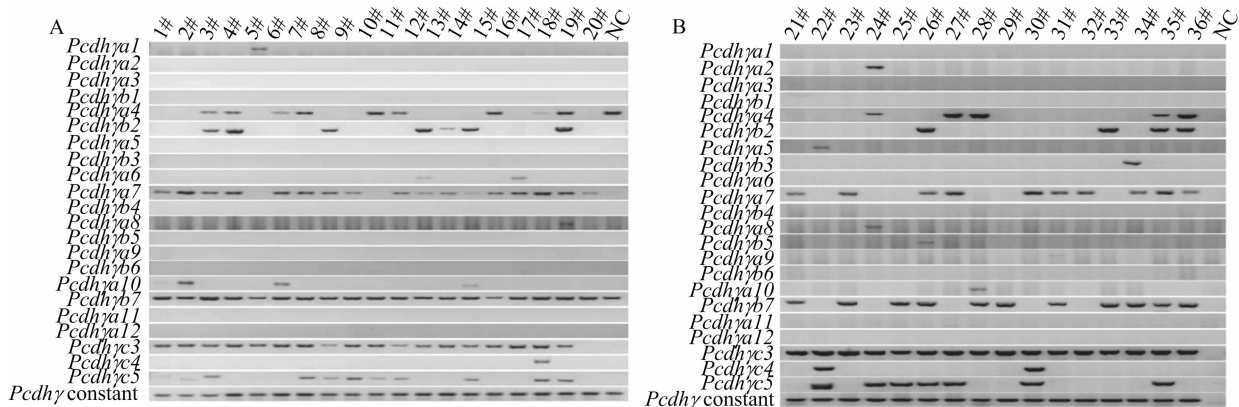 A
1# 2# 3# 4# 5# 6# 7# 8# 9# 10# 11# 12# 13# 14# 15# 16# 17# 18# 19# 20# NC
Pcdhγa1
Pcdhγa2
Pcdhγa3
Pcdhγb1
Pcdhγa4
Pcdhγb2
Pcdhγa5
Pcdhγb3
Pcdhγa6
Pcdhγa7
Pcdhγb4
Pcdhγa8
Pcdhγb5
Pcdhγa9
Pcdhγb6
Pcdhγa10
Pcdhγb7
Pcdhγa11
Pcdhγa12
Pcdhγc3
Pcdhγc4
Pcdhγc5
Pcdhγ constant
B
21# 22# 23# 24# 25# 26# 27# 28# 29# 30# 31# 32# 33# 34# 35# 36# NC
Pcdhγa1
Pcdhγa2
Pcdhγa3
Pcdhγb1
Pcdhγa4
Pcdhγb2
Pcdhγa5
Pcdhγb3
Pcdhγa6
Pcdhγa7
Pcdhγb4
Pcdhγa8
Pcdhγb5
Pcdhγa9
Pcdhγb6
Pcdhγa10
Pcdhγb7
Pcdhγa11
Pcdhγa12
Pcdhγc3
Pcdhγc4
Pcdhγc5
Pcdhγ constant